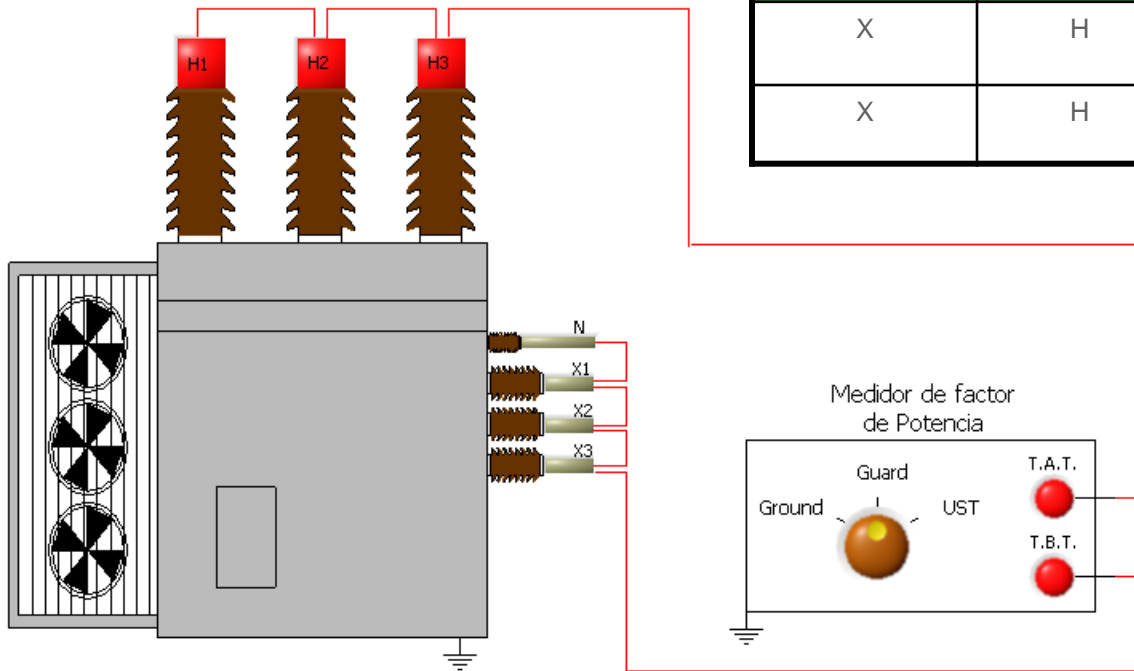 H1 H2 H3
X H
X H
N
X1
X2
X3
Medidor de factor
de Potencia
Ground Guard UST
T.A.T.
T.B.T.